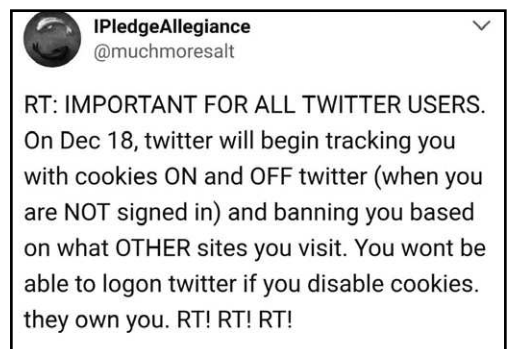 IPledgeAllegiance
@muchmoresalt
RT: IMPORTANT FOR ALL TWITTER USERS.
On Dec 18, twitter will begin tracking you
with cookies ON and OFF twitter (when you
are NOT signed in) and banning you based
on what OTHER sites you visit. You wont be
able to logon twitter if you disable cookies.
they own you. RT! RT! RT!